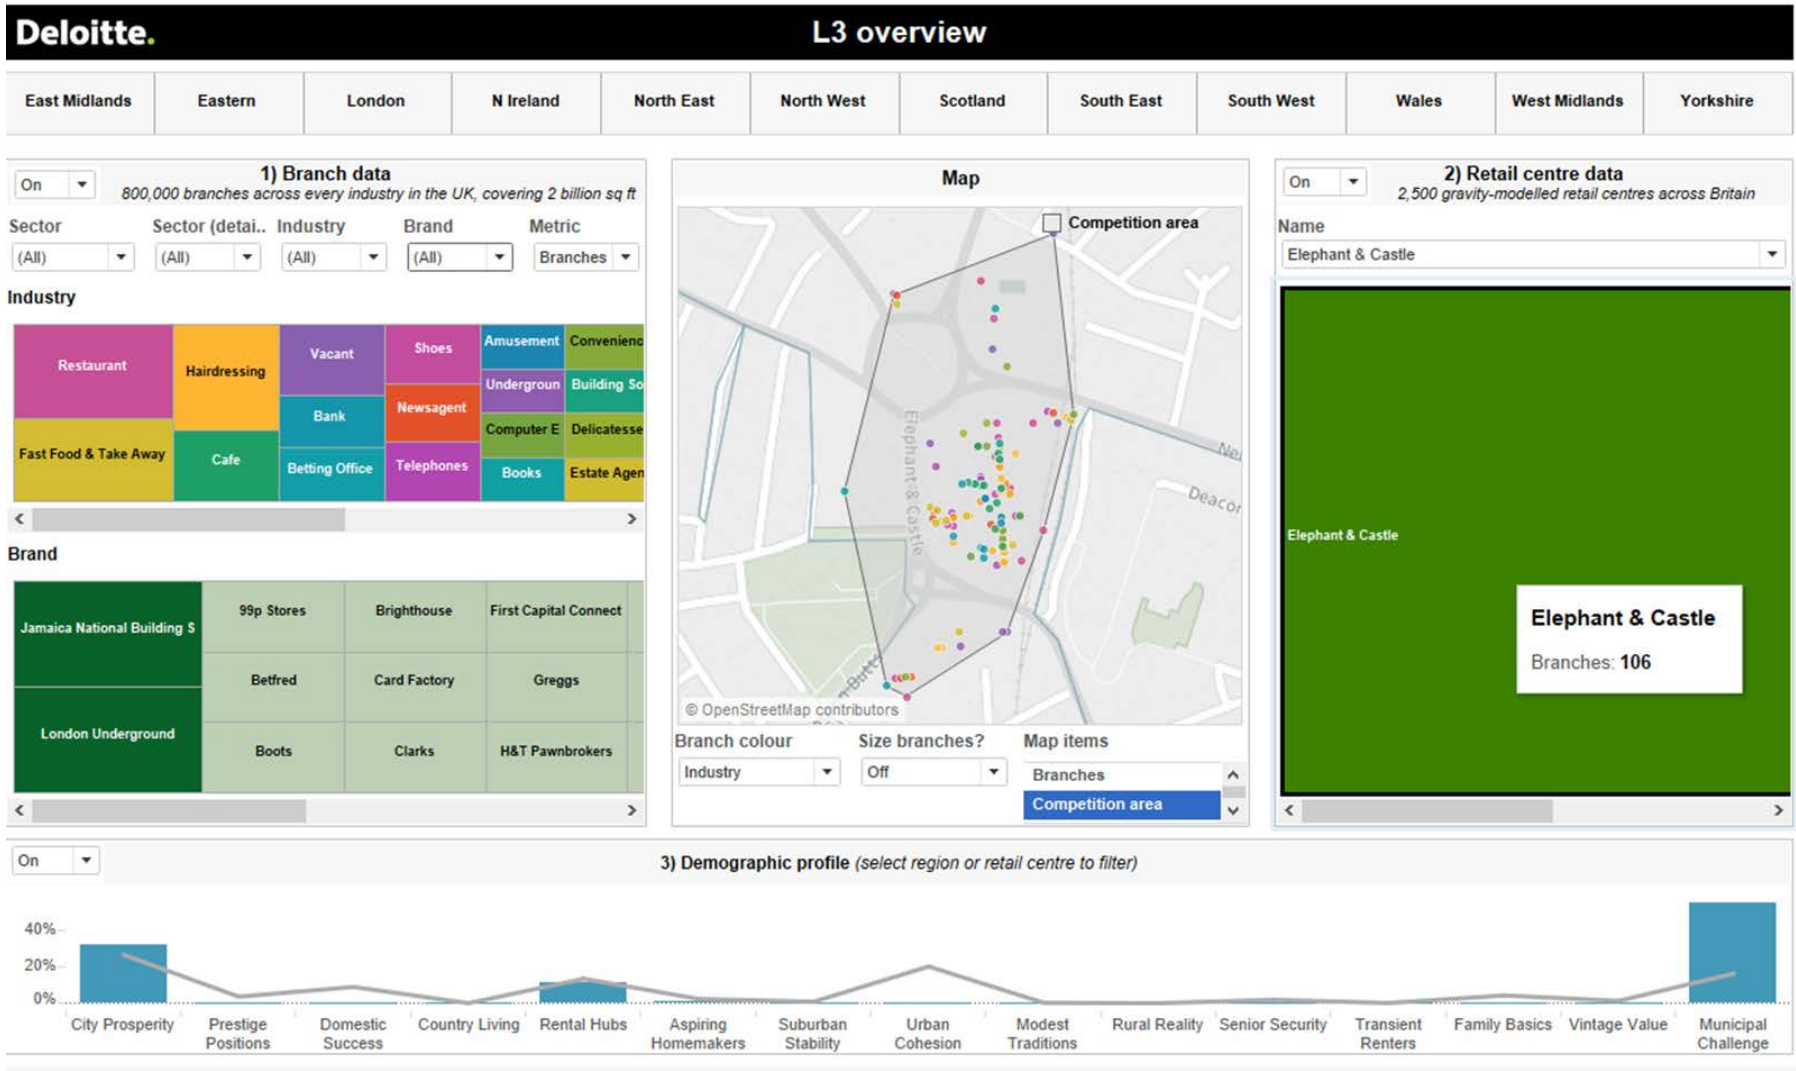 Deloitte.
L3 overview
East Midlands
Eastern
London
N Ireland
North East
North West
Scotland
South East
South West
Wales
West Midlands
Yorkshire
On
1) Branch data
800,000 branches across every industry in the UK, covering 2 billion sq ft
Sector
Sector (detai..
Industry
Brand
Metric
(All)
(All)
(All)
(All)
Branches
Industry
Restaurant
Fast Food & Take Away
Hairdressing
Cafe
Vacant
Bank
Betting Office
Shoes
Newsagent
Telephones
Amusement
Undergroun
Computer E
Books
Convenienc
Building So
Delicatesse
Estate Agen
Brand
Jamaica National Building S
London Underground
99p Stores
Betfred
Boots
Brighthouse
Card Factory
Clarks
First Capital Connect
Greggs
H&T Pawnbrokers
Map
Competition area
Elephant & Castle
Deacor
© OpenStreetMap contributors
Branch colour
Size branches?
Map items
Industry
Off
Branches
Competition area
On
2) Retail centre data
2,500 gravity-modelled retail centres across Britain
Name
Elephant & Castle
Elephant & Castle
Elephant & Castle
Branches: 106
On
3) Demographic profile (select region or retail centre to filter)
40%
20%
0%
City Prosperity
Prestige
Positions
Domestic
Success
Country Living
Rental Hubs
Aspiring
Homemakers
Suburban
Stability
Urban
Cohesion
Modest
Traditions
Rural Reality
Senior Security
Transient
Renters
Family Basics
Vintage Value
Municipal
Challenge